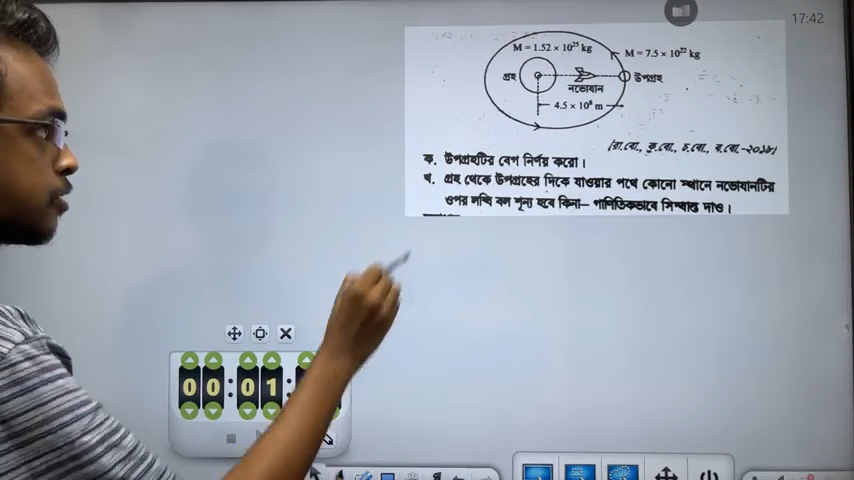 17:42
M = 1.52 × 10²⁵ kg
M = 7.5 × 10²² kg
গ্রহ
উপগ্রহ
নভোযান
4.5 × 10⁸ m
[রা.বো., কু.বো., চ.বো., ব.বো.-২০১৮]
ক. উপগ্রহটির বেগ নির্ণয় করো।
খ. গ্রহ থেকে উপগ্রহের দিকে যাওয়ার পথে কোনো স্থানে নভোযানটির
ওপর লব্ধি বল শূন্য হবে কিনা— গাণিতিকভাবে সিদ্ধান্ত দাও।
00:01: